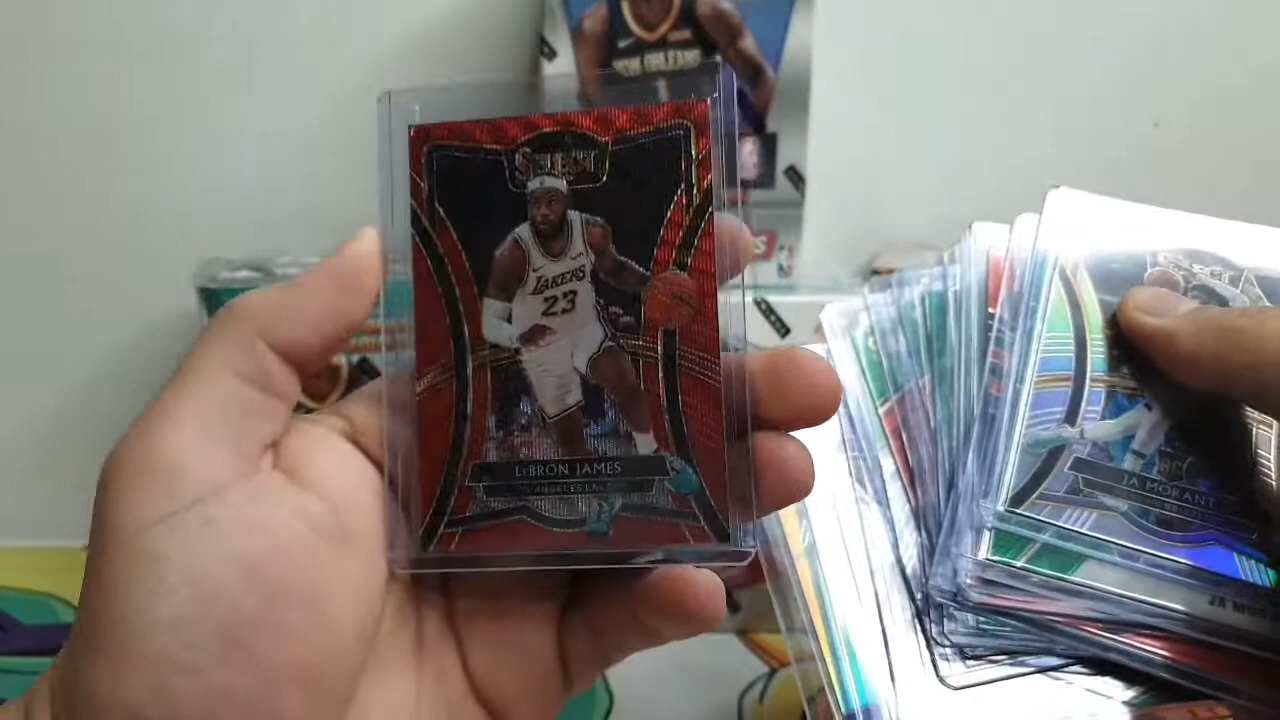 NEW ORLEANS
1
SELECT
LAKERS
23
LEBRON JAMES
RC
JA MORANT